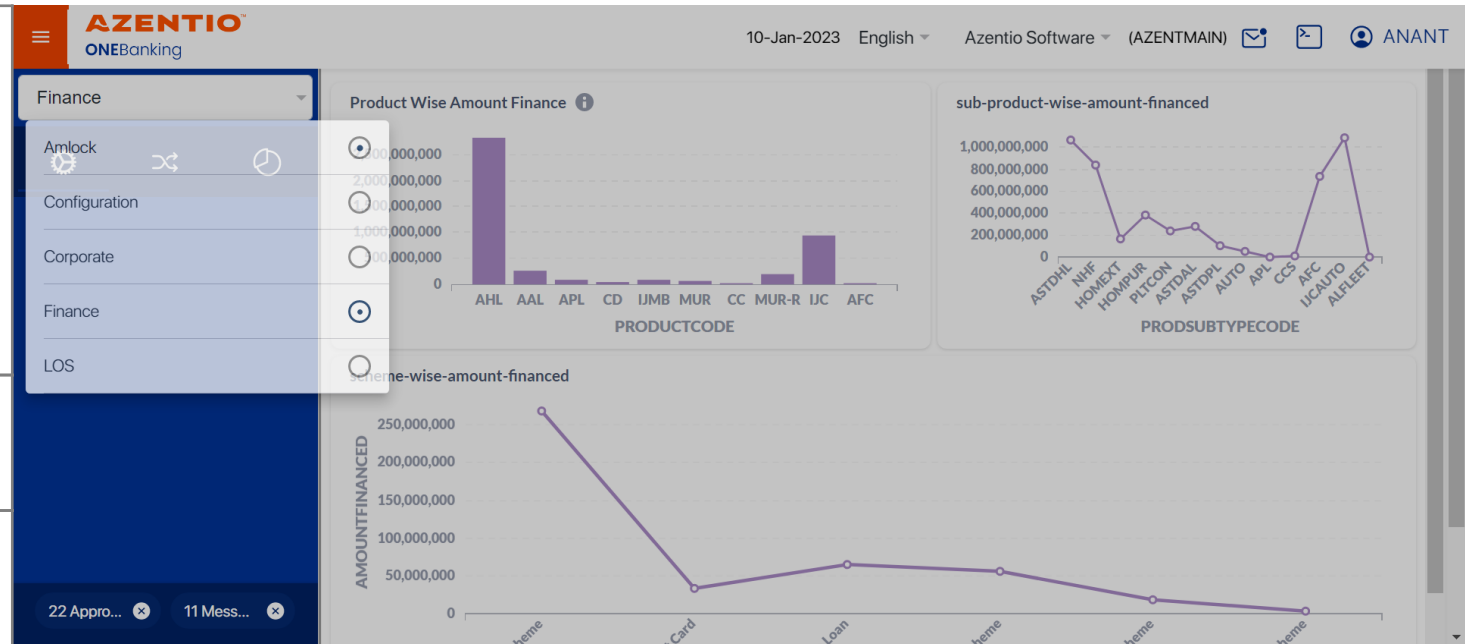 AZENTIO™
ONEBanking
10-Jan-2023 English Azentio Software (AZENTMAIN) ANANT
Finance
Amlock
Configuration
Corporate
Finance
LOS
22 Appro...
11 Mess...
Product Wise Amount Finance
2,000,000,000
1,000,000,000
0
AHL AAL APL CD IJMB MUR CC MUR-R IJC AFC
PRODUCTCODE
sub-product-wise-amount-financed
1,000,000,000
800,000,000
600,000,000
400,000,000
200,000,000
0
ASTDHL NHF HOMEXT HOMPUR PLTCON ASTDAL ASTDPL AUTO APL CCS AFC IJCAUTO ALFLEET
PRODSUBTYPECODE
scheme-wise-amount-financed
AMOUNTFINANCED
250,000,000
200,000,000
150,000,000
100,000,000
50,000,000
0
heme
Card
Loan
heme
heme
heme